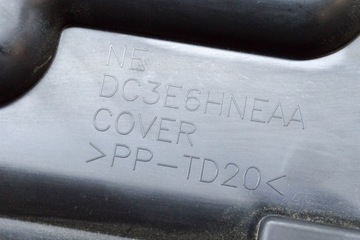 NE
DC3E6HNEAA
COVER
>PP-TD20<